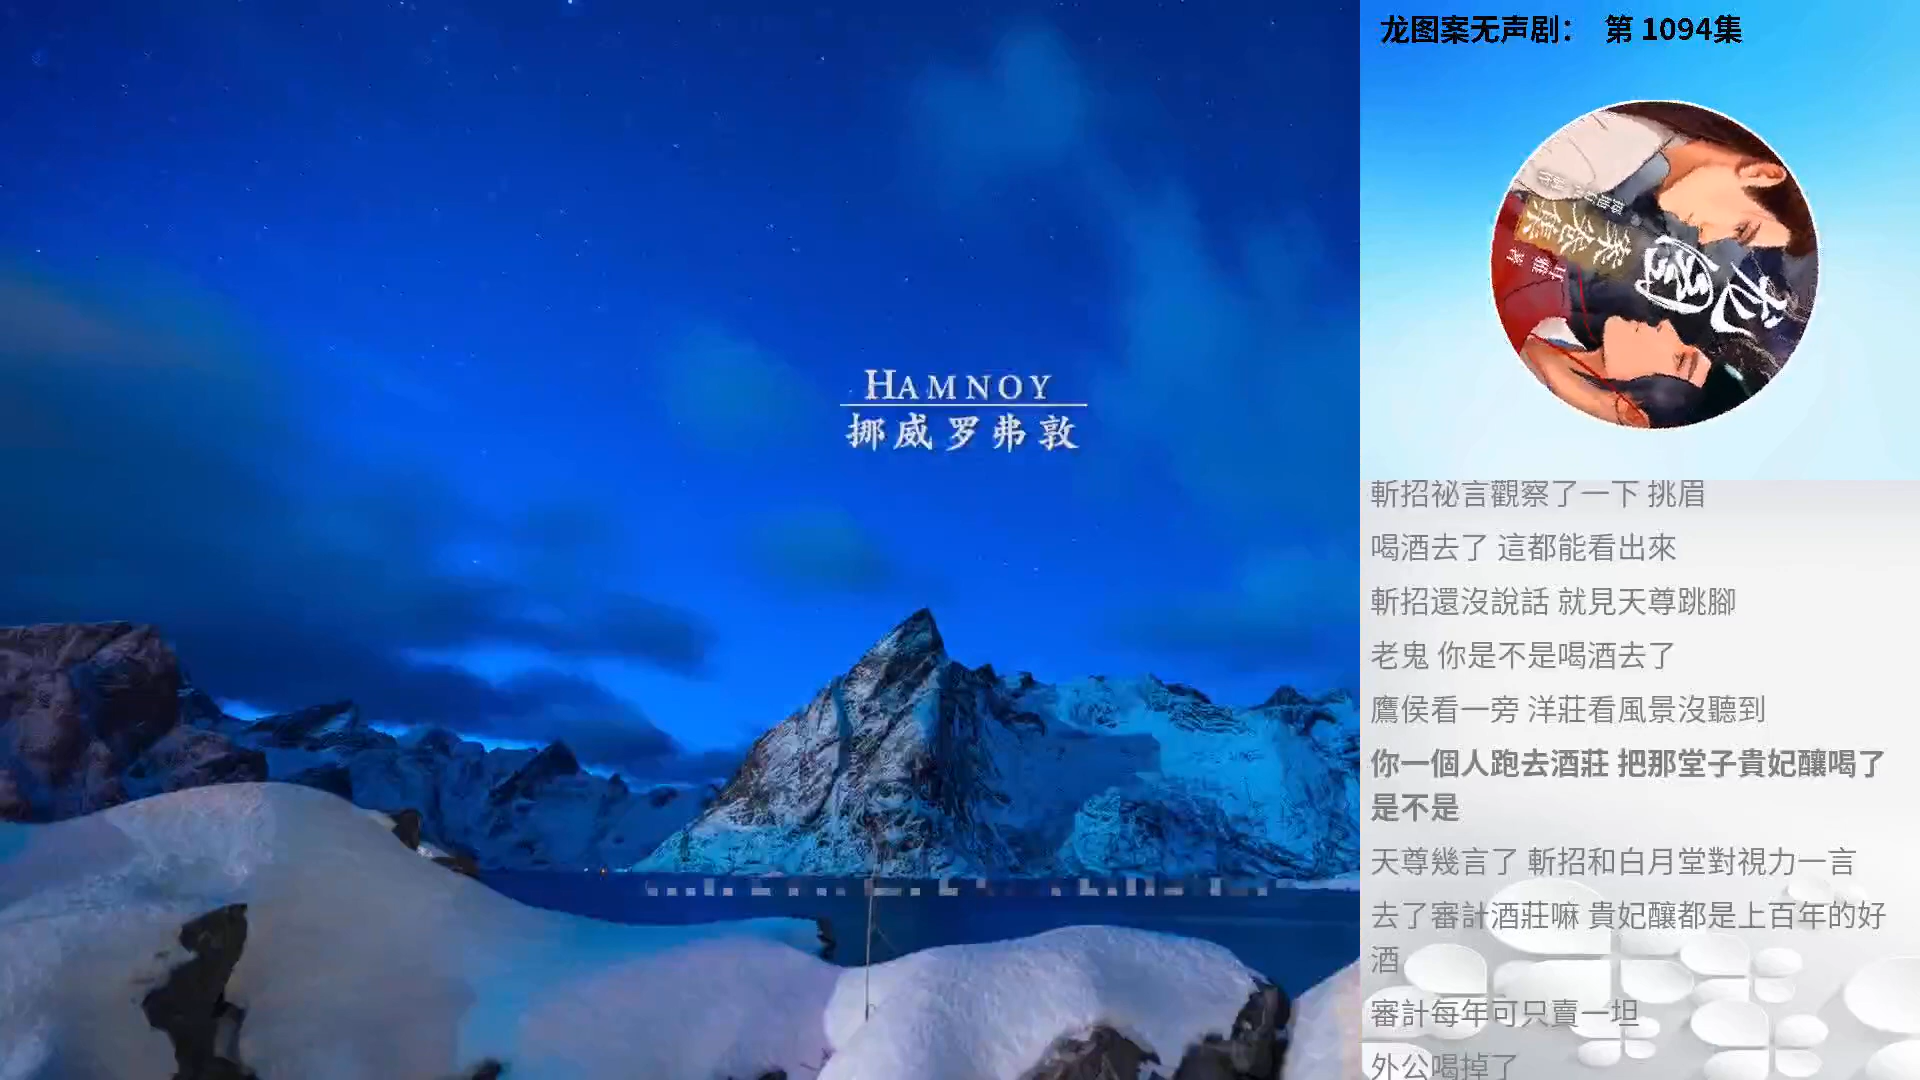 龙图案无声剧： 第 1094集
龙圖
案卷集
HAMNOY
挪威罗弗敦
斬招祕言觀察了一下 挑眉
喝酒去了 這都能看出來
斬招還沒說話 就見天尊跳腳
老鬼 你是不是喝酒去了
鷹侯看一旁 洋莊看風景沒聽到
你一個人跑去酒莊 把那堂子貴妃釀喝了
是不是
天尊幾言了 斬招和白月堂對視力一言
去了審計酒莊嘛 貴妃釀都是上百年的好
酒
審計每年可只賣一坦
外公喝掉了